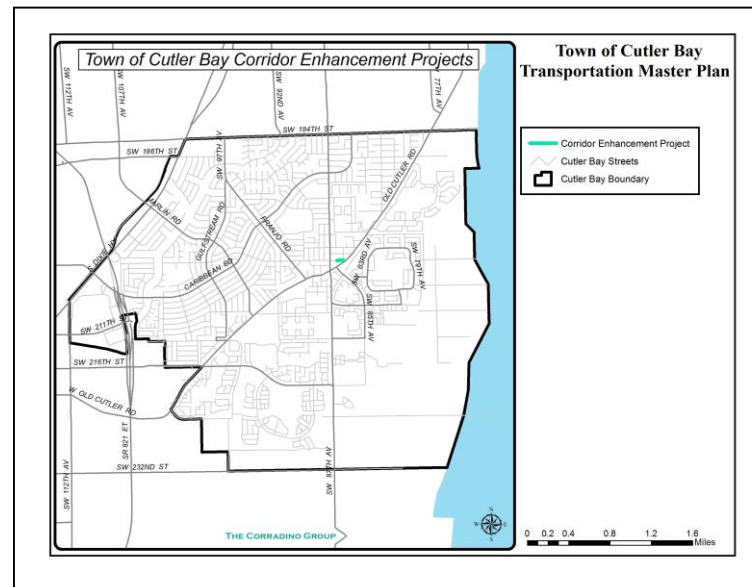 Town of Cutler Bay Corridor Enhancement Projects
Town of Cutler Bay
Transportation Master Plan
Corridor Enhancement Project
Cutler Bay Streets
Cutler Bay Boundary
SW 112TH AV
SW 107TH AV
SW 92ND AV
77TH AV
SW 184TH ST
SW 186TH ST
SW 97TH AV
OLD CUTLER RD
MARLIN RD
GULFSTREAM RD
FRANJO RD
S DIXIE HY
CARIBBEAN BD
SW 83RD AV
SW 79TH AV
SW 85TH AV
SW 211TH ST
SW 216TH ST
W OLD CUTLER RD
SR 821 ET
SW 232ND ST
SW 112TH AV
SW 87TH AV
THE CORRADINO GROUP
N
W E
S
0 0.2 0.4 0.8 1.2 1.6
Miles